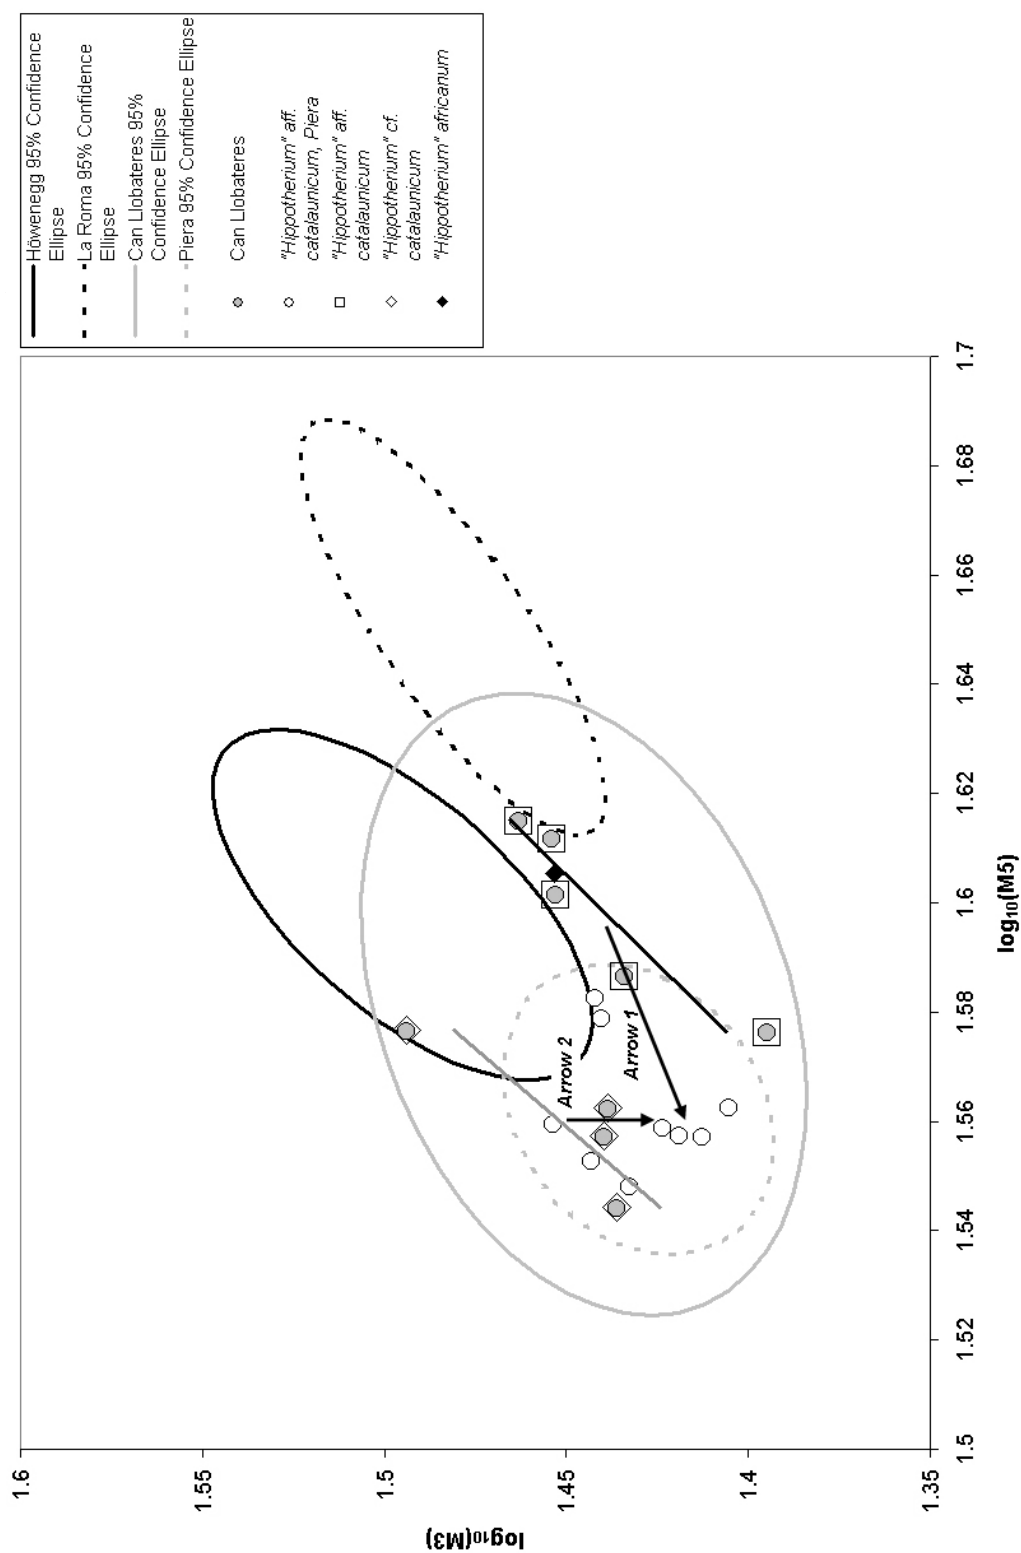 Höwenegg 95% Confidence
Ellipse
La Roma 95% Confidence
Ellipse
Can Llobateres 95%
Confidence Ellipse
Piera 95% Confidence Ellipse
Can Llobateres
"Hippotherium" aff.
catalaunicum, Piera
"Hippotherium" aff.
catalaunicum
"Hippotherium" cf.
catalaunicum
"Hippotherium" africanum
1.6
1.55
1.5
1.45
1.4
1.35
log10(M3)
Arrow 2
Arrow 1
1.5
1.52
1.54
1.56
1.58
1.6
1.62
1.64
1.66
1.68
1.7
log10(M5)